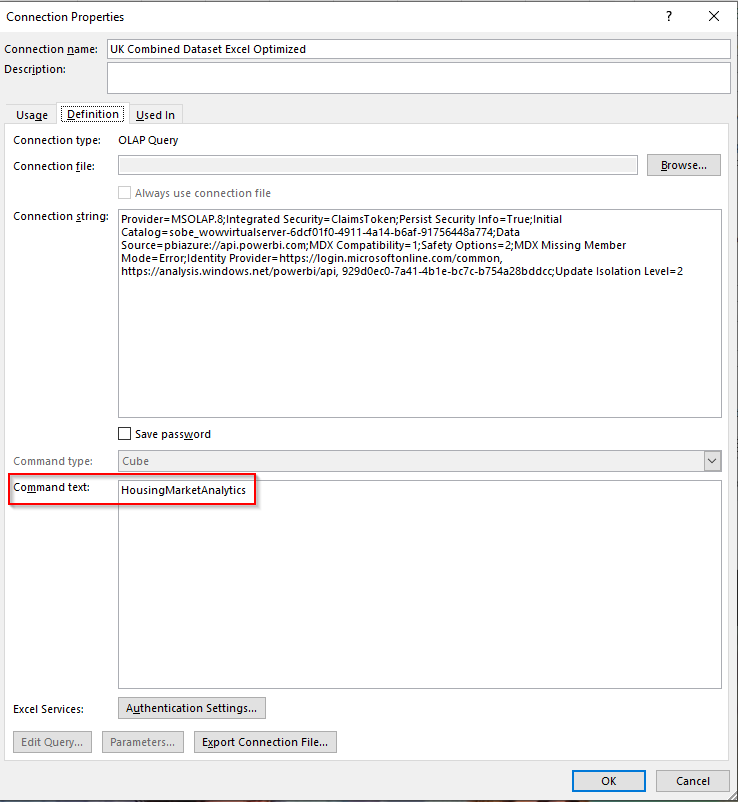 Connection Properties
?
Connection name: UK Combined Dataset Excel Optimized
Description:
Usage Definition Used In
Connection type: OLAP Query
Connection file: Browse...
Always use connection file
Connection string: Provider=MSOLAP.8;Integrated Security=ClaimsToken;Persist Security Info=True;Initial
Catalog=sobe_wowvirtualserver-6dcf01f0-4911-4a14-b6af-91756448a774;Data
Source=pbiazure://api.powerbi.com;MDX Compatibility=1;Safety Options=2;MDX Missing Member
Mode=Error;Identity Provider=https://login.microsoftonline.com/common,
https://analysis.windows.net/powerbi/api, 929d0ec0-7a41-4b1e-bc7c-b754a28bddcc;Update Isolation Level=2
Save password
Command type: Cube
Command text: HousingMarketAnalytics
Excel Services: Authentication Settings...
Edit Query... Parameters... Export Connection File...
OK Cancel